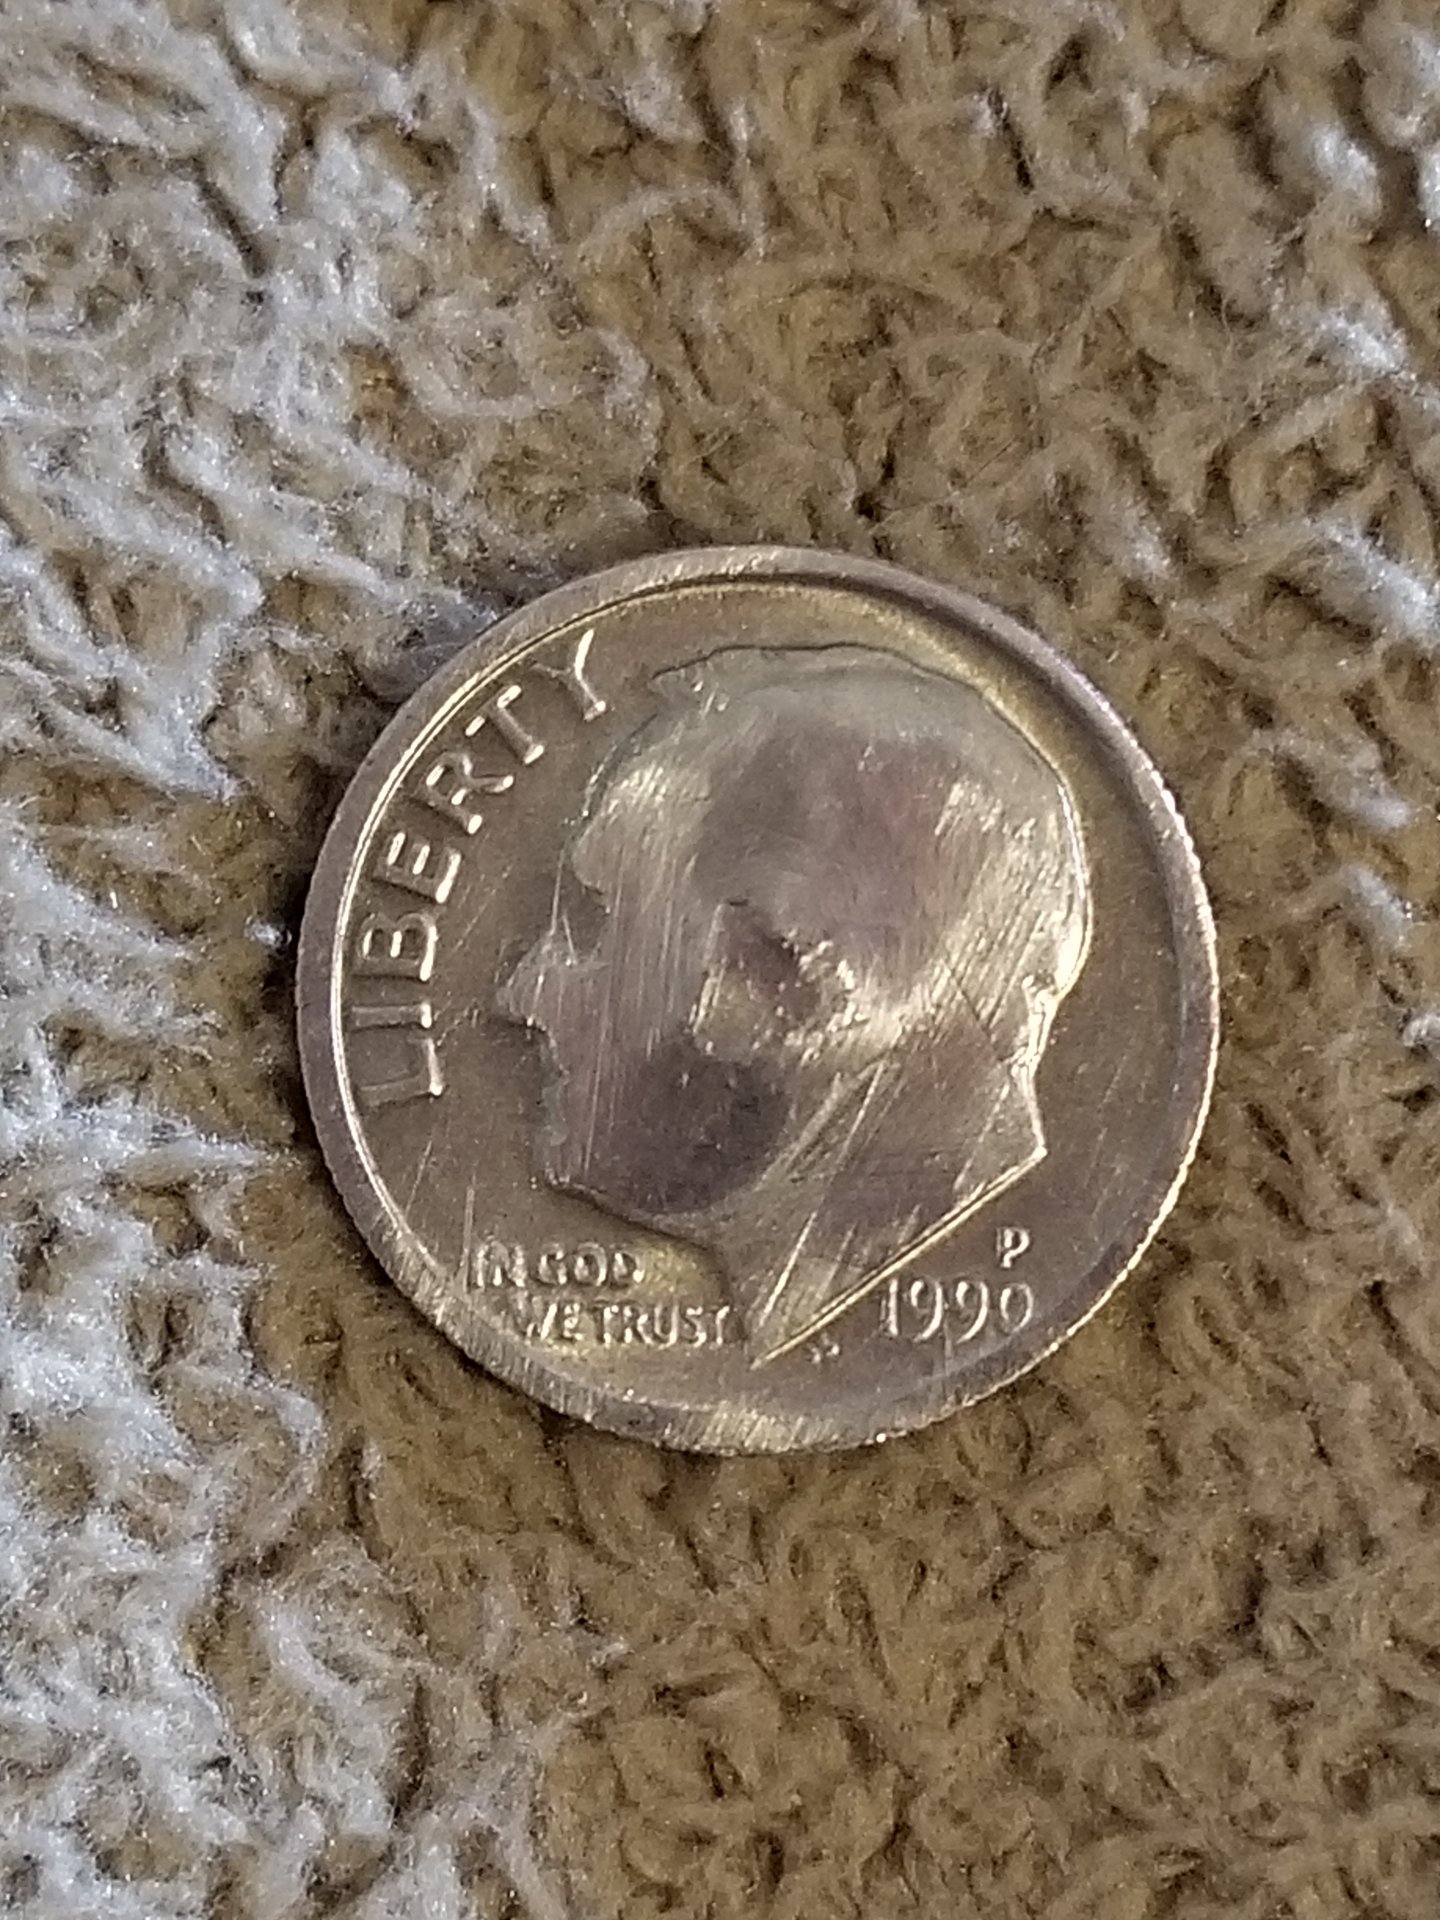 LIBERTY
IN GOD
WE TRUST
P
1990